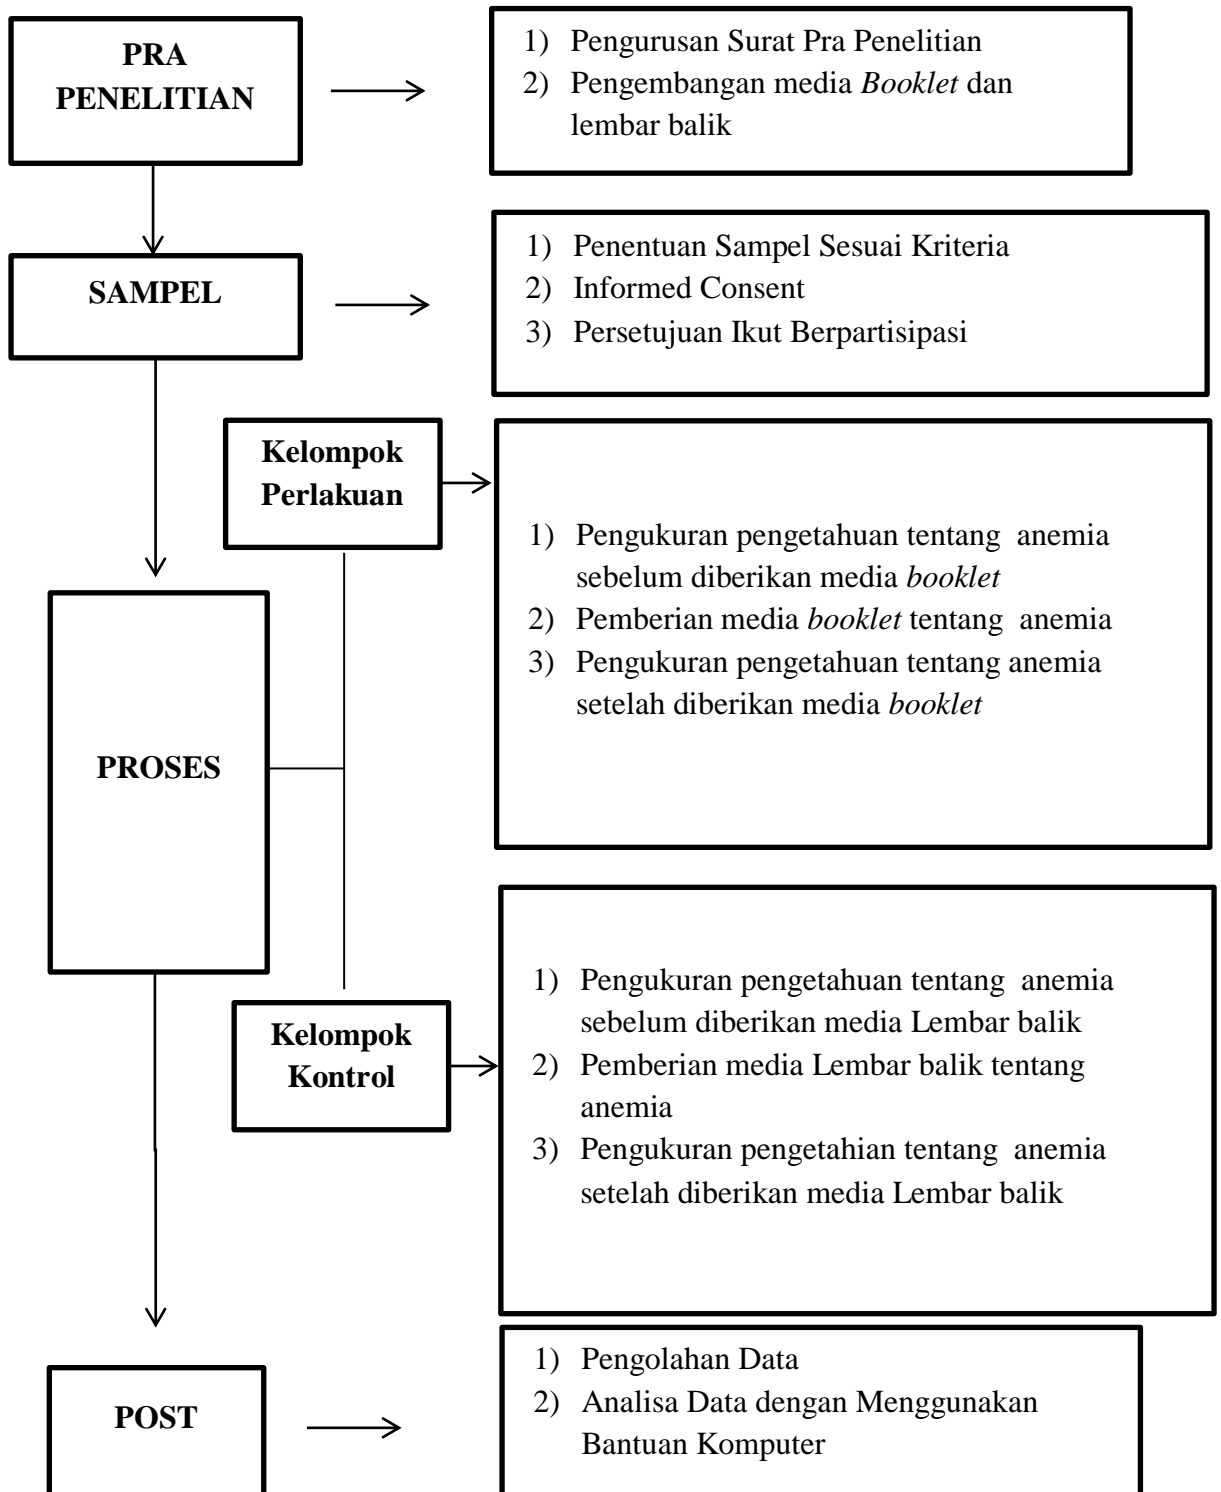 PRA
PENELITIAN
1) Pengurusan Surat Pra Penelitian
2) Pengembangan media Booklet dan
lembar balik
SAMPEL
1) Penentuan Sampel Sesuai Kriteria
2) Informed Consent
3) Persetujuan Ikut Berpartisipasi
PROSES
Kelompok
Perlakuan
1) Pengukuran pengetahuan tentang anemia
sebelum diberikan media booklet
2) Pemberian media booklet tentang anemia
3) Pengukuran pengetahuan tentang anemia
setelah diberikan media booklet
Kelompok
Kontrol
1) Pengukuran pengetahuan tentang anemia
sebelum diberikan media Lembar balik
2) Pemberian media Lembar balik tentang
anemia
3) Pengukuran pengetahian tentang anemia
setelah diberikan media Lembar balik
POST
1) Pengolahan Data
2) Analisa Data dengan Menggunakan
Bantuan Komputer